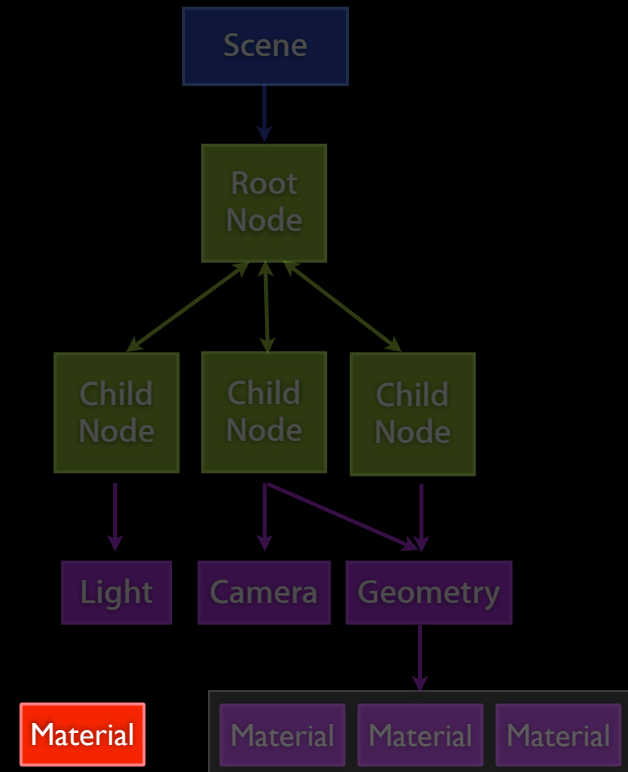 Scene
Root
Node
Child
Node
Child
Node
Child
Node
Light
Camera
Geometry
Material
Material
Material
Material